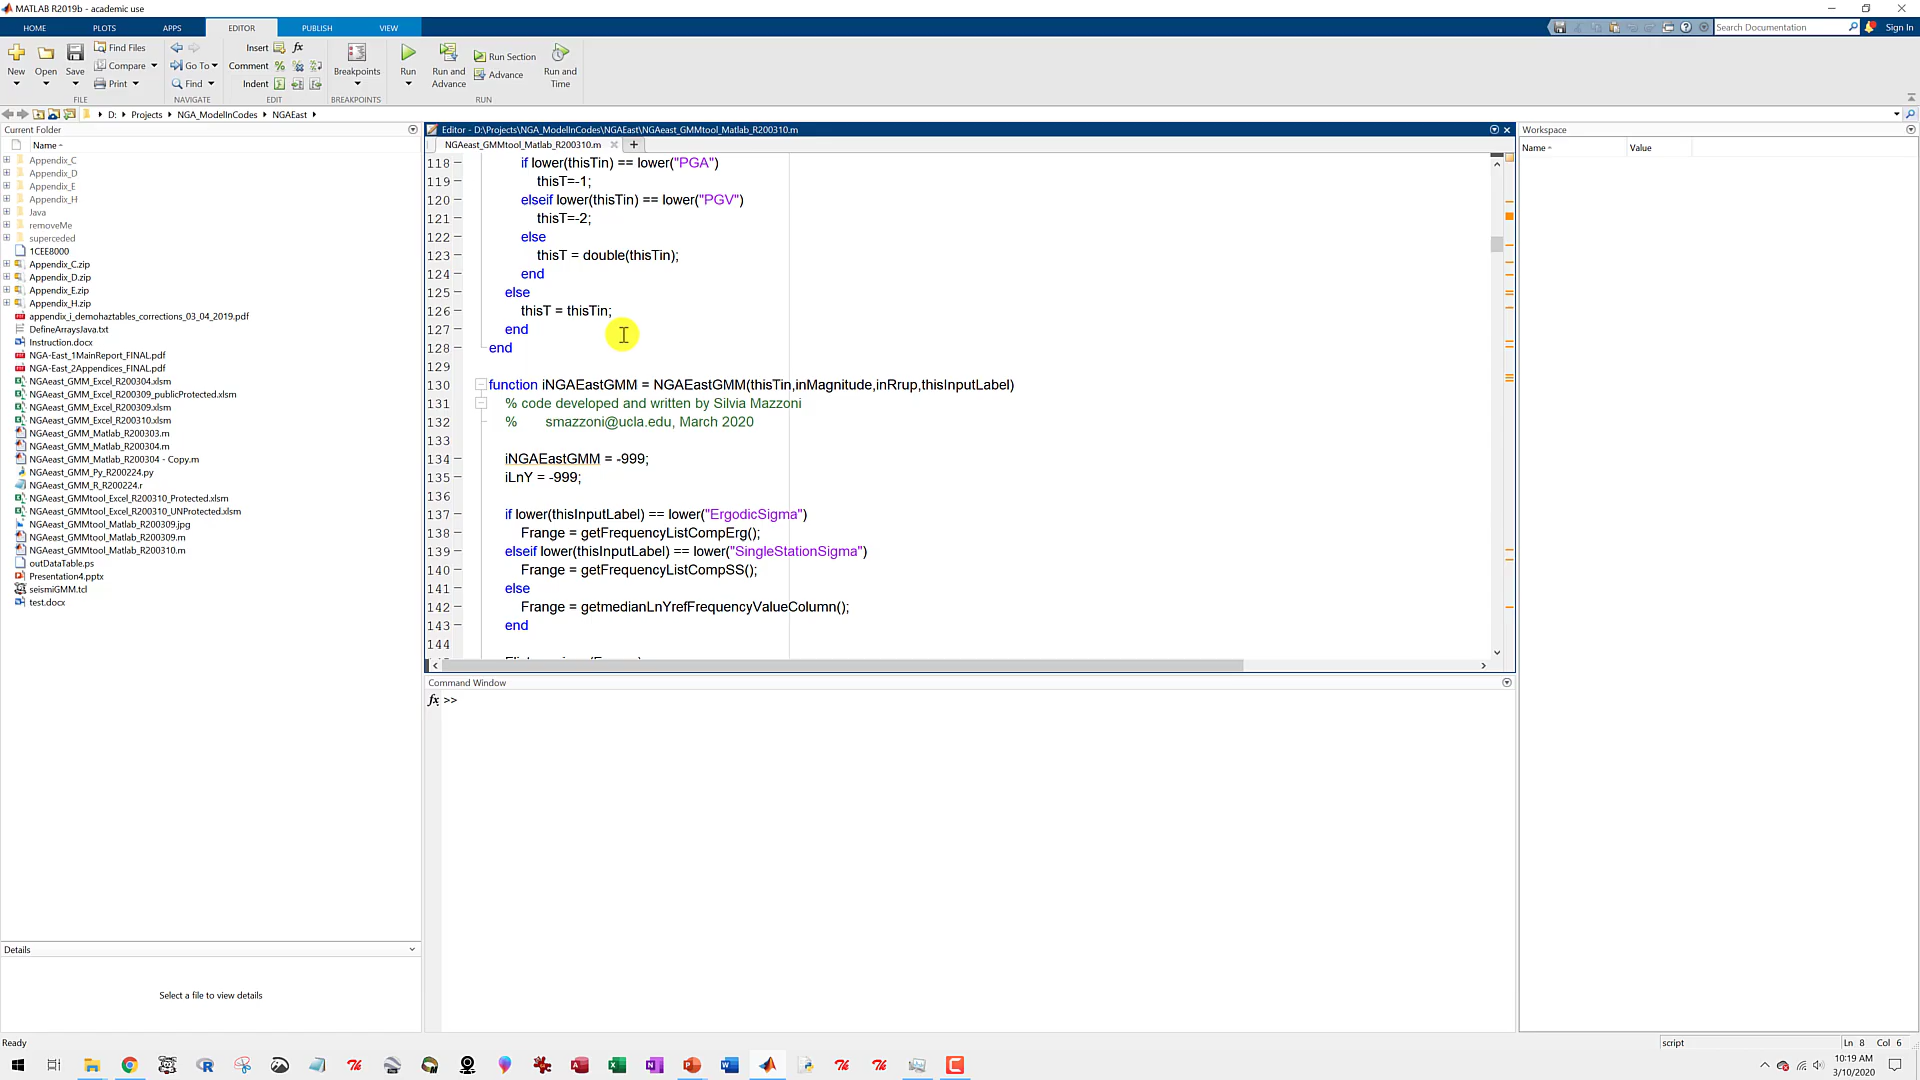 MATLAB R2019b - academic use
HOME PLOTS APPS EDITOR PUBLISH VIEW
Search Documentation
Sign In
New Open Save
Find Files
Compare
Print
FILE
Go To
Find
NAVIGATE
Insert
Comment
Indent
EDIT
Breakpoints
BREAKPOINTS
Run
Run and Advance
Run Section
Advance
Run and Time
RUN
D: Projects NGA_ModelInCodes NGAEast
Current Folder
Name
Appendix_C
Appendix_D
Appendix_E
Appendix_H
Java
removeMe
superceded
1CEE8000
Appendix_C.zip
Appendix_D.zip
Appendix_E.zip
Appendix_H.zip
appendix_i_demohaztables_corrections_03_04_2019.pdf
DefineArraysJava.txt
Instruction.docx
NGA-East_1MainReport_FINAL.pdf
NGA-East_2Appendices_FINAL.pdf
NGAeast_GMM_Excel_R200304.xlsm
NGAeast_GMM_Excel_R200309_publicProtected.xlsm
NGAeast_GMM_Excel_R200309.xlsm
NGAeast_GMM_Excel_R200310.xlsm
NGAeast_GMM_Matlab_R200303.m
NGAeast_GMM_Matlab_R200304.m
NGAeast_GMM_Matlab_R200304 - Copy.m
NGAeast_GMM_Py_R200224.py
NGAeast_GMM_R_R200224.r
NGAeast_GMMtool_Excel_R200310_Protected.xlsm
NGAeast_GMMtool_Excel_R200310_UNProtected.xlsm
NGAeast_GMMtool_Matlab_R200309.jpg
NGAeast_GMMtool_Matlab_R200309.m
NGAeast_GMMtool_Matlab_R200310.m
outDataTable.ps
Presentation4.pptx
seismiGMM.tcl
test.docx
Details
Select a file to view details
Editor - D:\Projects\NGA_ModelInCodes\NGAEast\NGAeast_GMMtool_Matlab_R200310.m
NGAeast_GMMtool_Matlab_R200310.m
118 if lower(thisTin) == lower("PGA")
119 thisT=-1;
120 elseif lower(thisTin) == lower("PGV")
121 thisT=-2;
122 else
123 thisT = double(thisTin);
124 end
125 else
126 thisT = thisTin;
127 end
128 end
129
130 function iNGAEastGMM = NGAEastGMM(thisTin,inMagnitude,inRrup,thisInputLabel)
131 % code developed and written by Silvia Mazzoni
132 % smazzoni@ucla.edu, March 2020
133
134 iNGAEastGMM = -999;
135 iLnY = -999;
136
137 if lower(thisInputLabel) == lower("ErgodicSigma")
138 Frange = getFrequencyListCompErg();
139 elseif lower(thisInputLabel) == lower("SingleStationSigma")
140 Frange = getFrequencyListCompSS();
141 else
142 Frange = getmedianLnYrefFrequencyValueColumn();
143 end
144
Command Window
fx >>
Workspace
Name Value
Ready
script Ln 8 Col 6
10:19 AM
3/10/2020